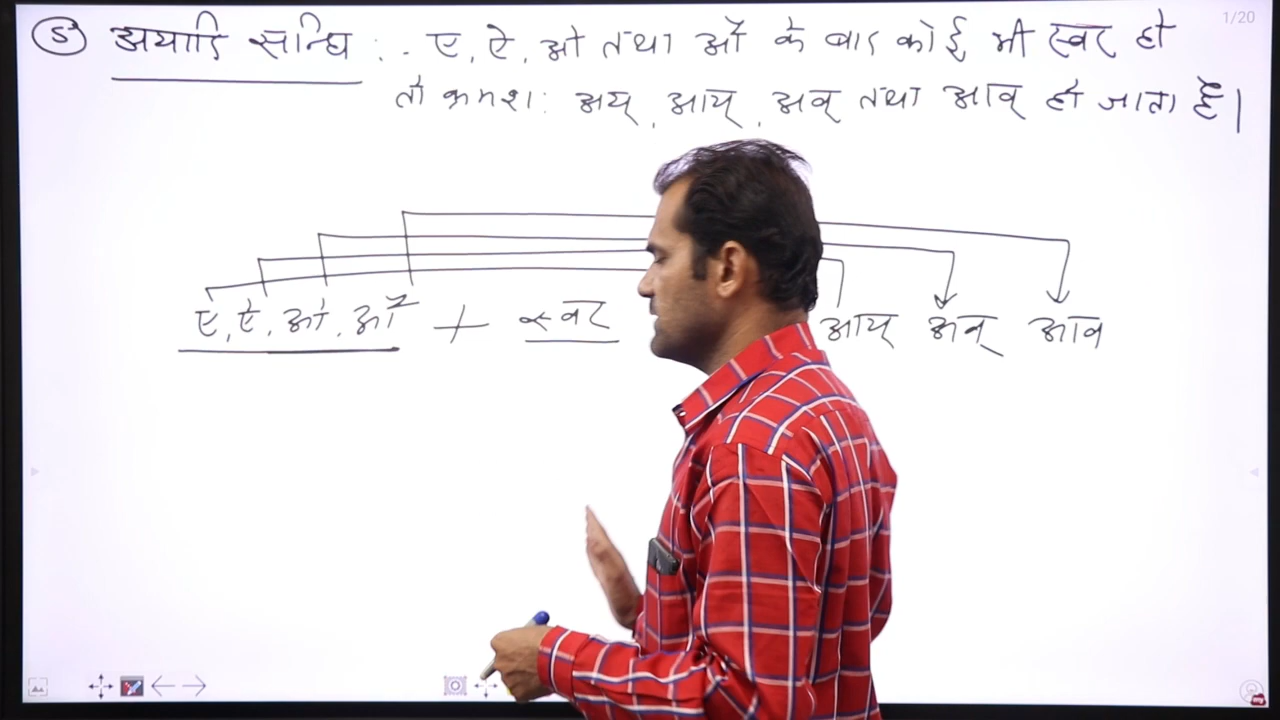 1/20
5 अयादि सन्धि :- ए, ऐ, ओ तथा औ के बाद कोई भी स्वर हो
तो क्रमशः अय्, आय्, अव् तथा आव् हो जाता है।
ए, ऐ, ओ, औ + स्वर आय् अव् आव